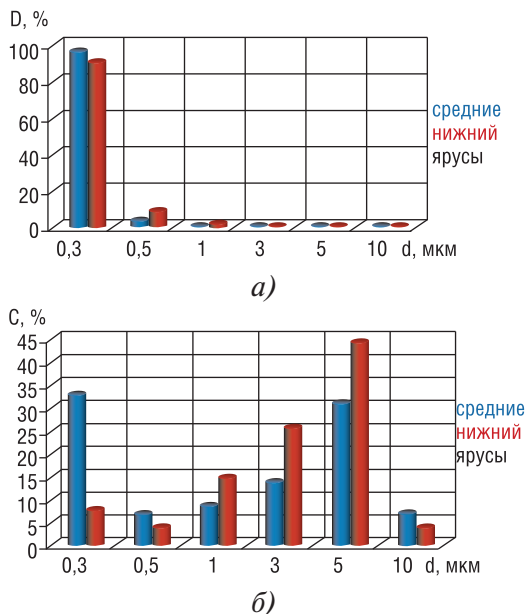 D, %
100
80
60
40
20
0
0,3 0,5 1 3 5 10 d, мкм
средние
нижний
ярусы
а)
С, %
45
40
35
30
25
20
15
10
5
0
0,3 0,5 1 3 5 10 d, мкм
средние
нижний
ярусы
б)